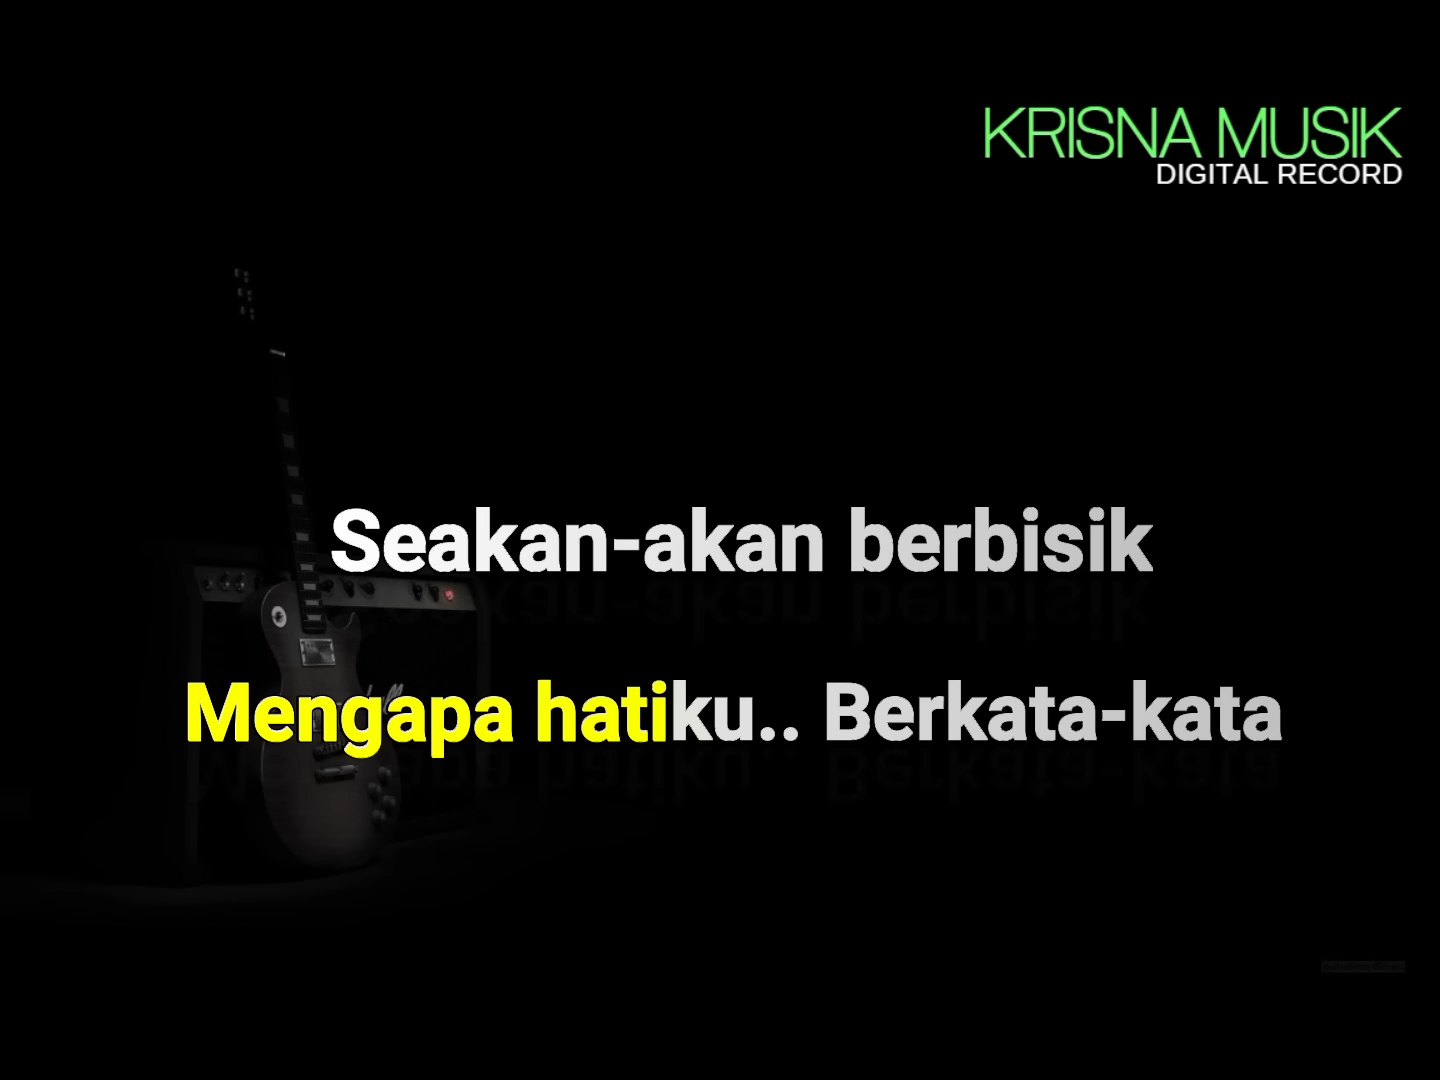 KRISNA MUSIK
DIGITAL RECORD
Seakan-akan berbisik
Mengapa hatiku.. Berkata-kata